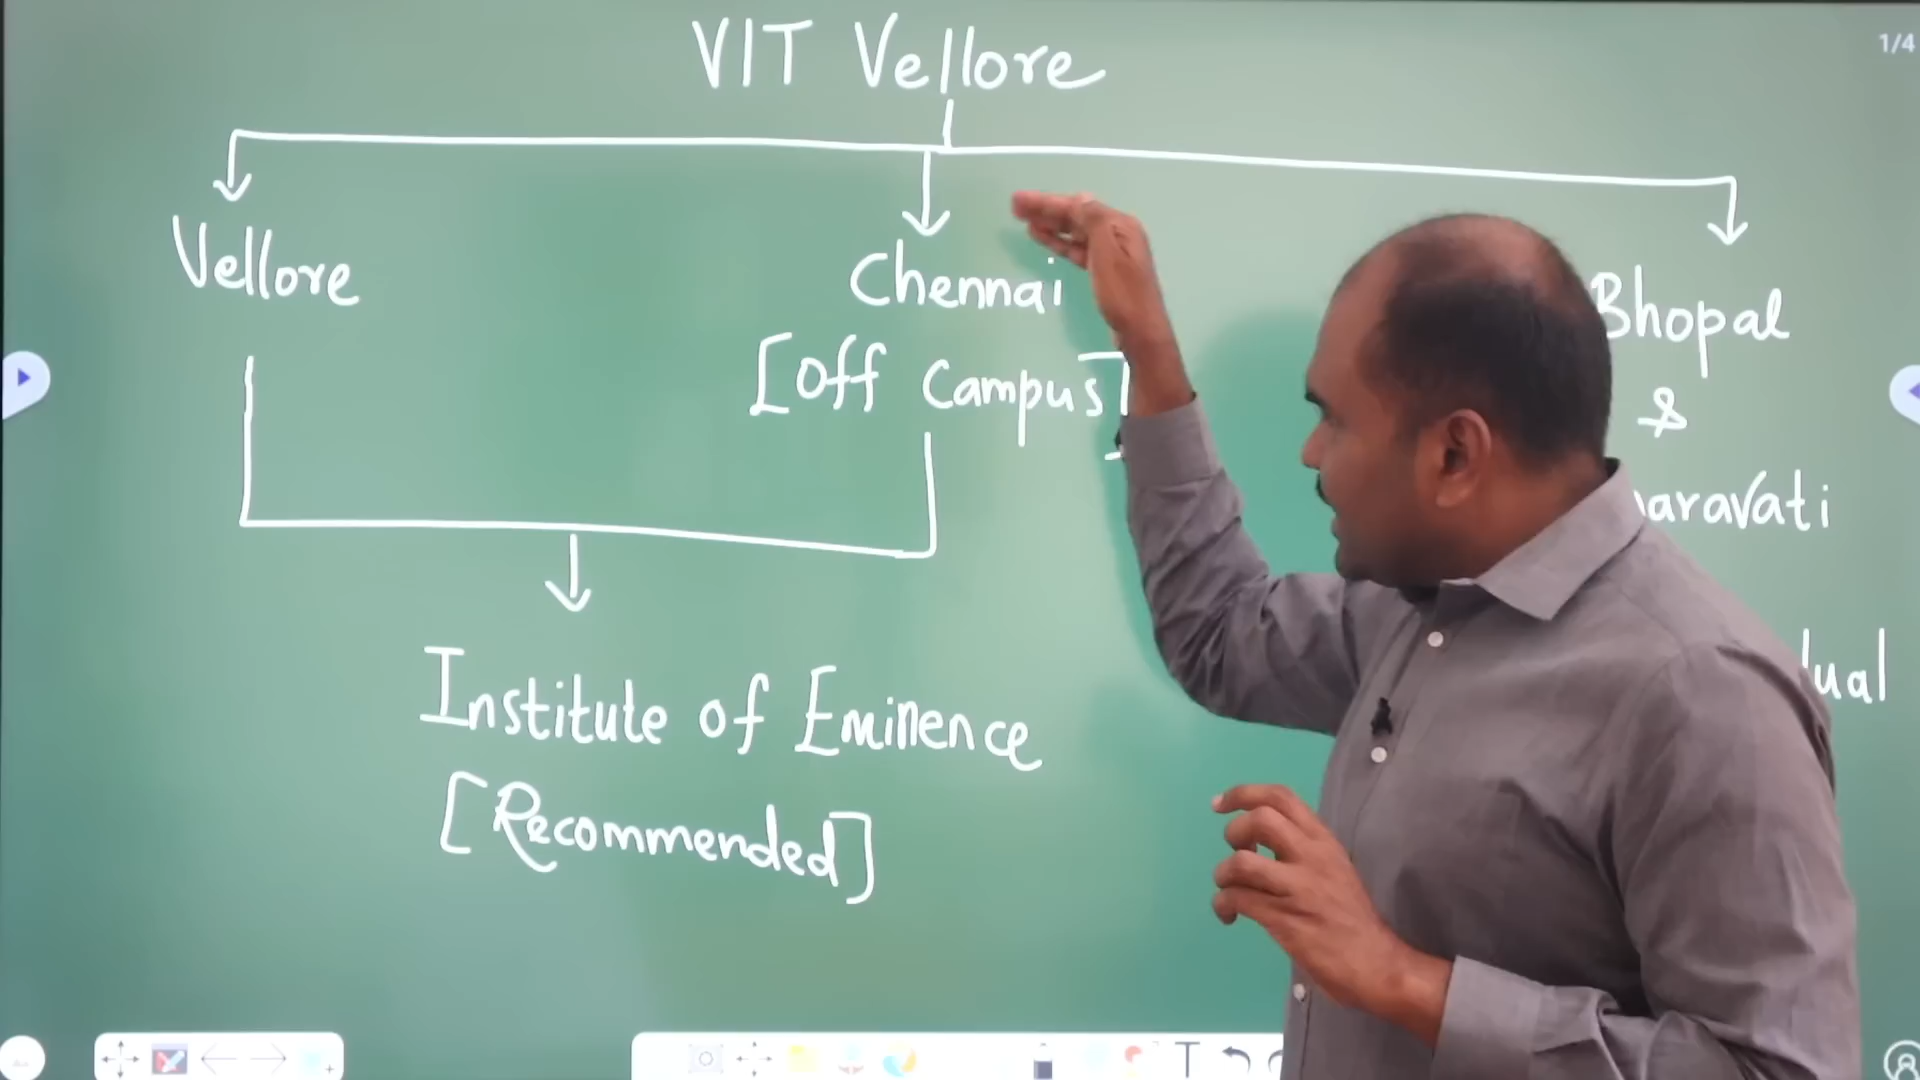 VIT Vellore
1/4
Vellore
Chennai
Bhopal
[Off Campus]
&
Institute of Eminence
[Recommended]
T